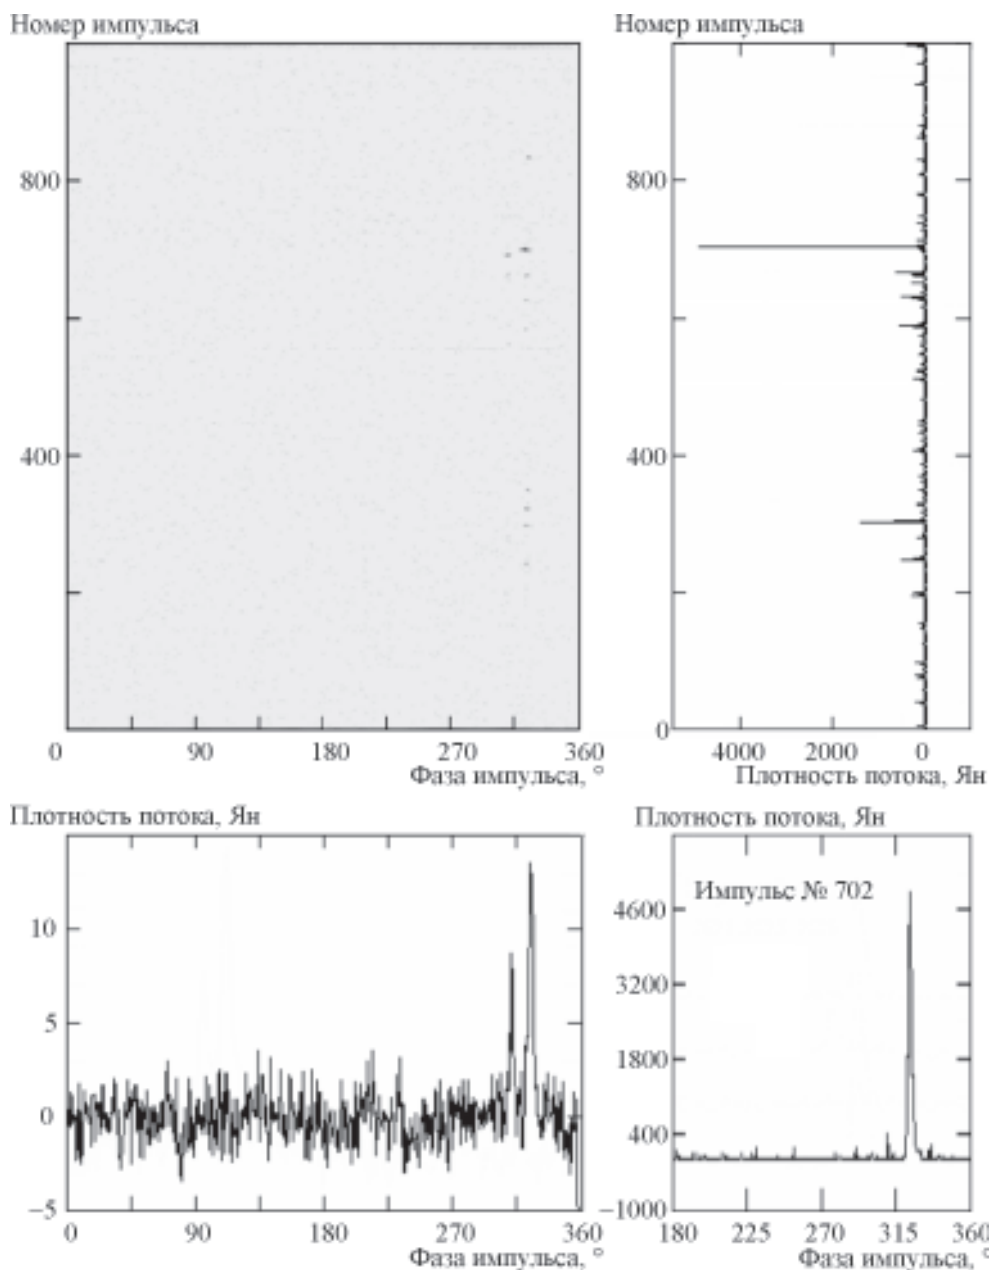 Номер импульса
800
400
0 90 180 270 360
Фаза импульса, °
Номер импульса
800
400
0
4000 2000 0
Плотность потока, Ян
Плотность потока, Ян
10
5
0
−5
0 90 180 270 360
Фаза импульса, °
Плотность потока, Ян
Импульс № 702
4600
3200
1800
400
−1000
180 225 270 315 360
Фаза импульса, °